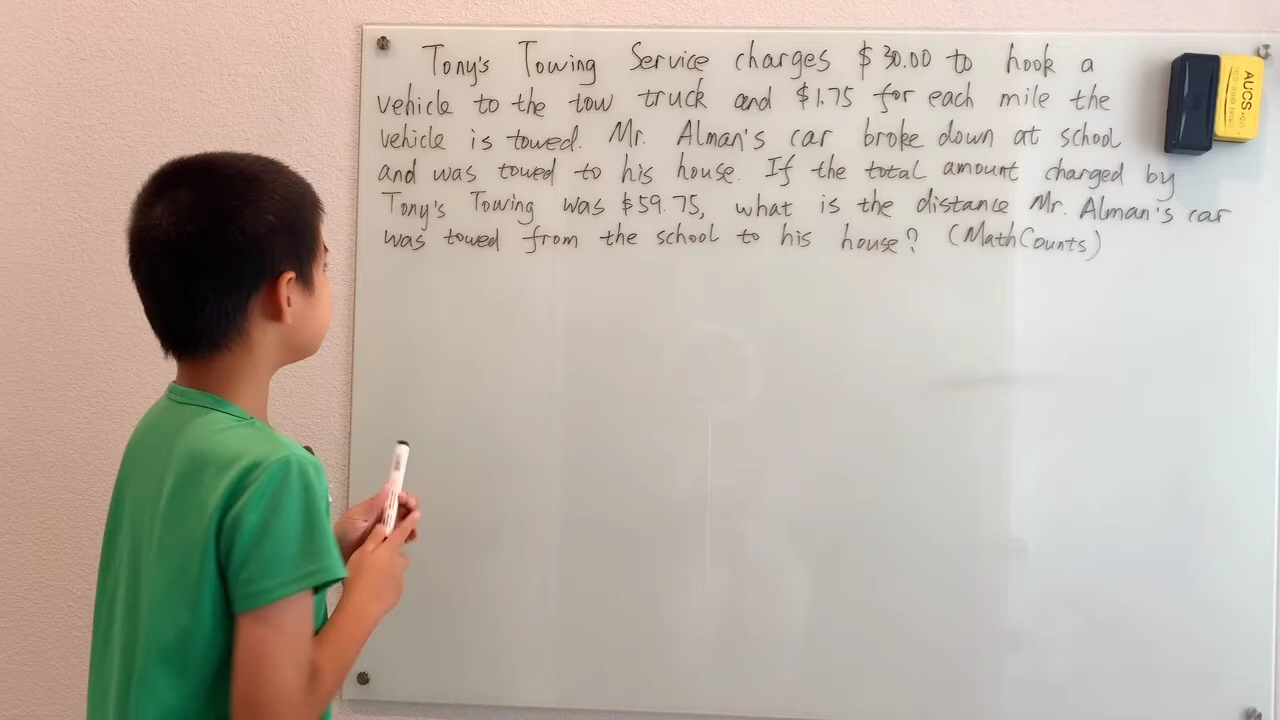 Tony's Towing Service charges $30.00 to hook a
vehicle to the tow truck and $1.75 for each mile the
vehicle is towed. Mr. Alman's car broke down at school
and was towed to his house. If the total amount charged by
Tony's Towing was $59.75, what is the distance Mr. Alman's car
was towed from the school to his house? (MathCounts)
AUCS